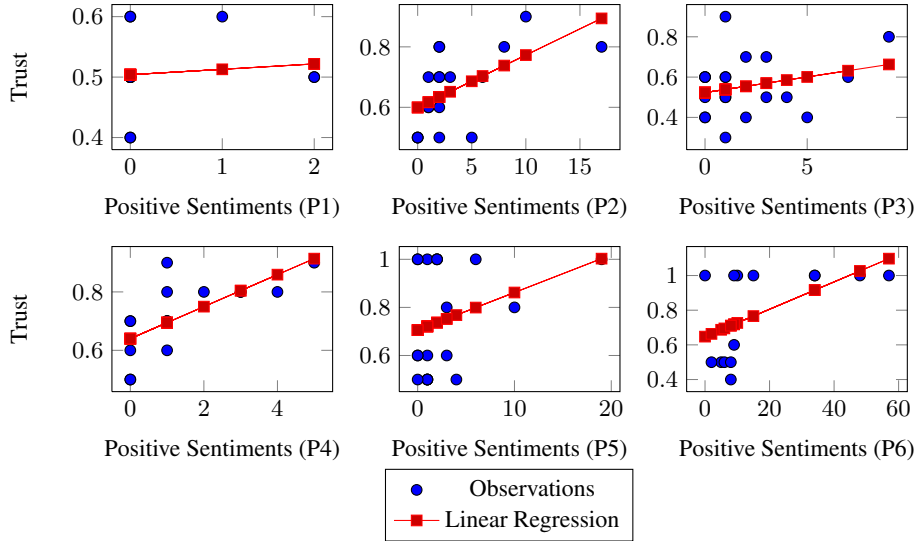 0.6
0.5
0.4
Trust
0 1 2
Positive Sentiments (P1)
0.8
0.6
0 5 10 15
Positive Sentiments (P2)
0.8
0.6
0.4
0 5
Positive Sentiments (P3)
0.8
0.6
Trust
0 2 4
Positive Sentiments (P4)
1
0.8
0.6
0 10 20
Positive Sentiments (P5)
1
0.8
0.6
0.4
0 20 40 60
Positive Sentiments (P6)
Observations
Linear Regression